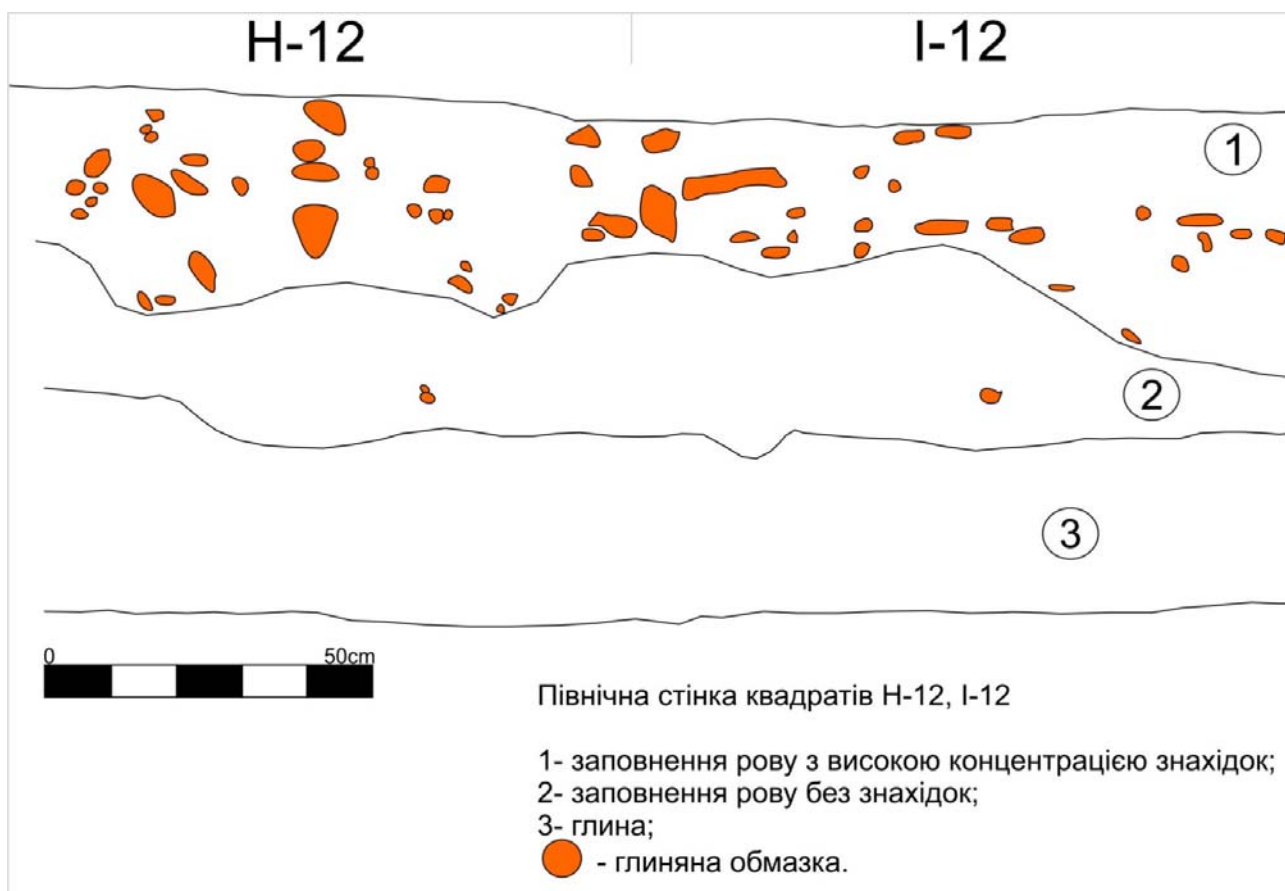 H-12 I-12
1
2
3
0 50cm
Північна стінка квадратів Н-12, І-12
1- заповнення рову з високою концентрацією знахідок;
2- заповнення рову без знахідок;
3- глина;
- глиняна обмазка.